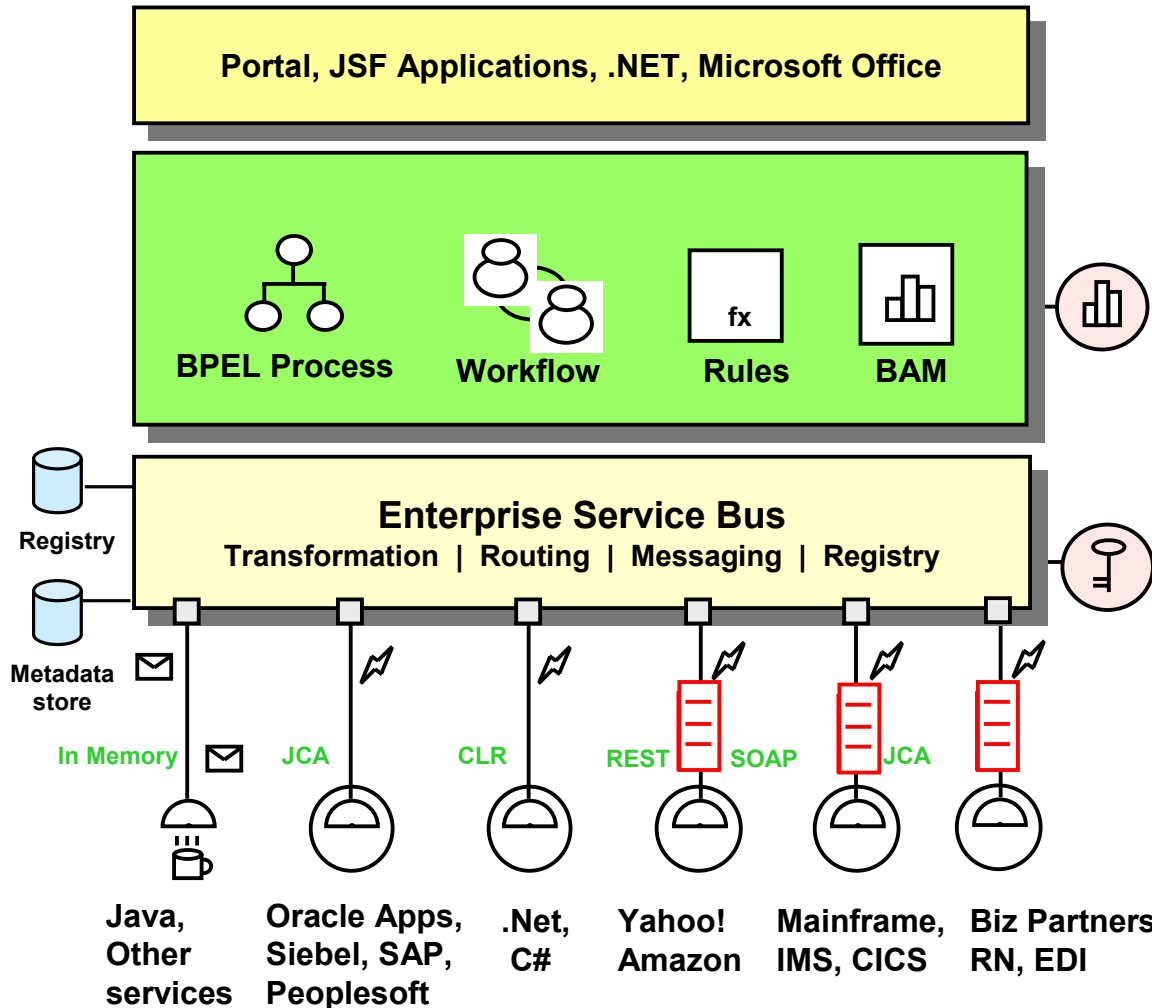 Portal, JSF Applications, .NET, Microsoft Office
fx
BPEL Process
Workflow
Rules
BAM
Enterprise Service Bus
Transformation | Routing | Messaging | Registry
Registry
Metadata
store
In Memory
JCA
CLR
REST
SOAP
JCA
Java,
Other
services
Oracle Apps,
Siebel, SAP,
Peoplesoft
.Net,
C#
Yahoo!
Amazon
Mainframe,
IMS, CICS
Biz Partners
RN, EDI